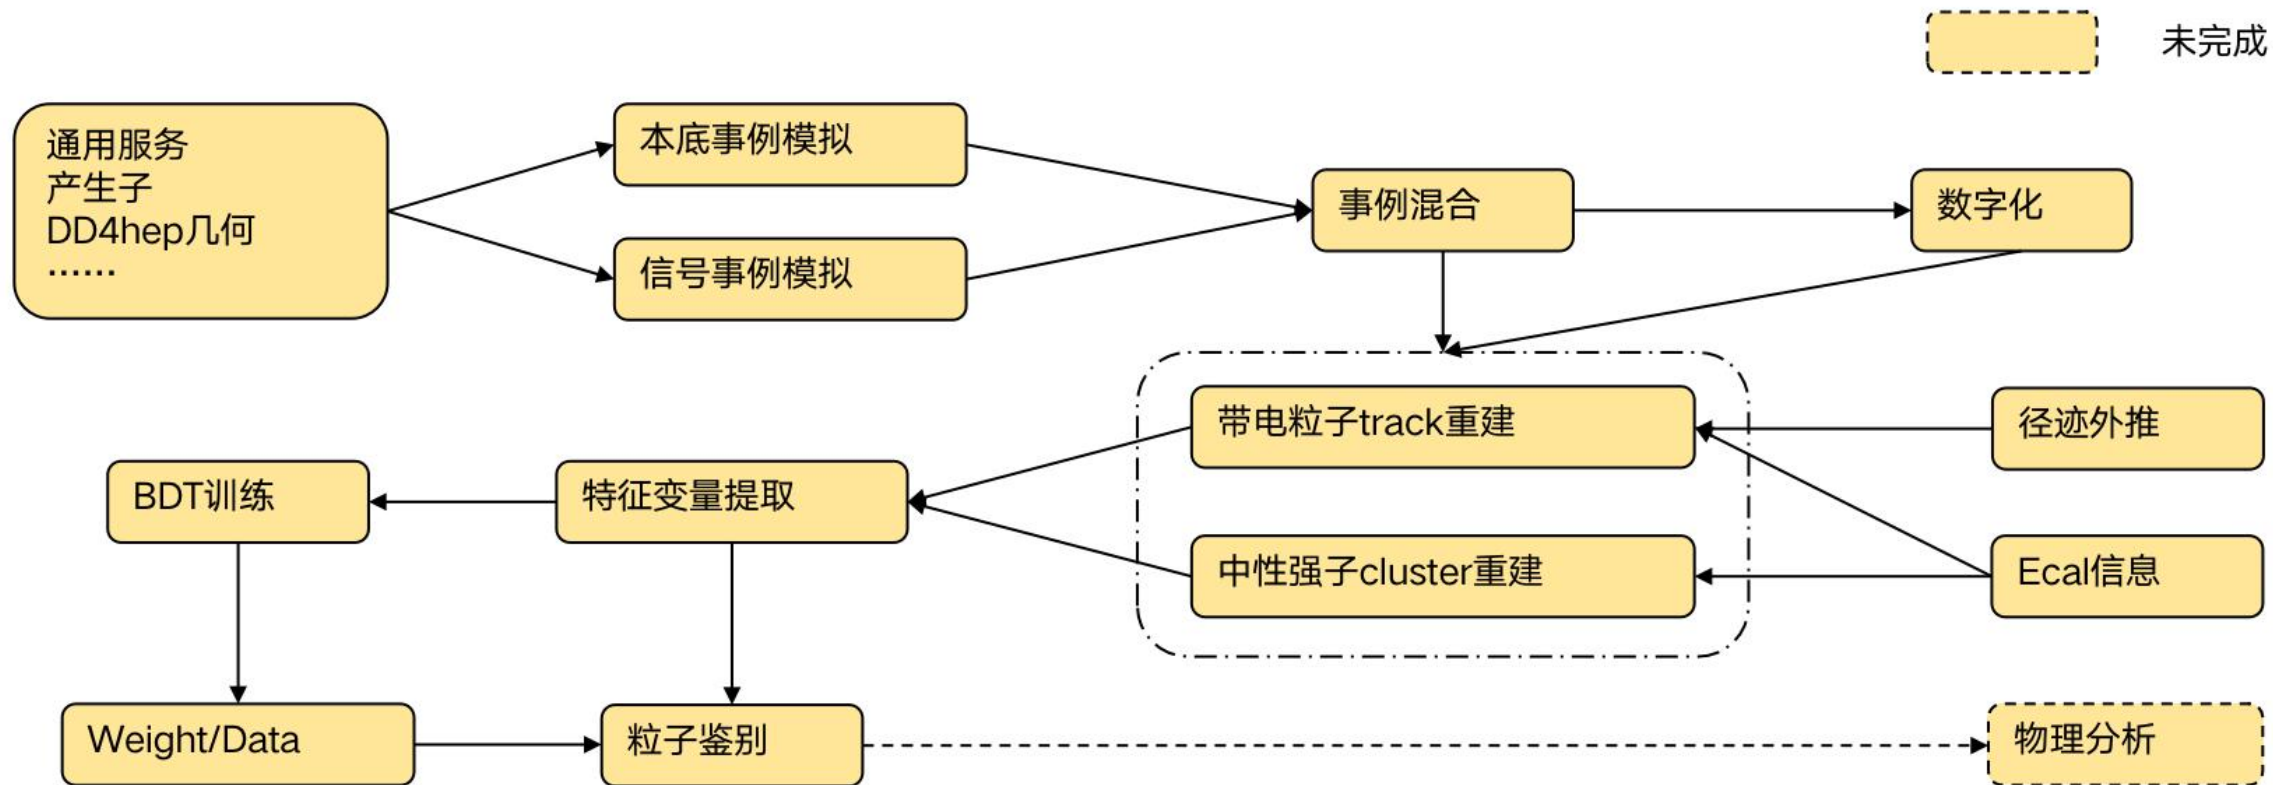 未完成
通用服务
产生子
DD4hep几何
......
本底事例模拟
信号事例模拟
事例混合
数字化
带电粒子track重建
径迹外推
中性强子cluster重建
Ecal信息
BDT训练
特征变量提取
Weight/Data
粒子鉴别
物理分析